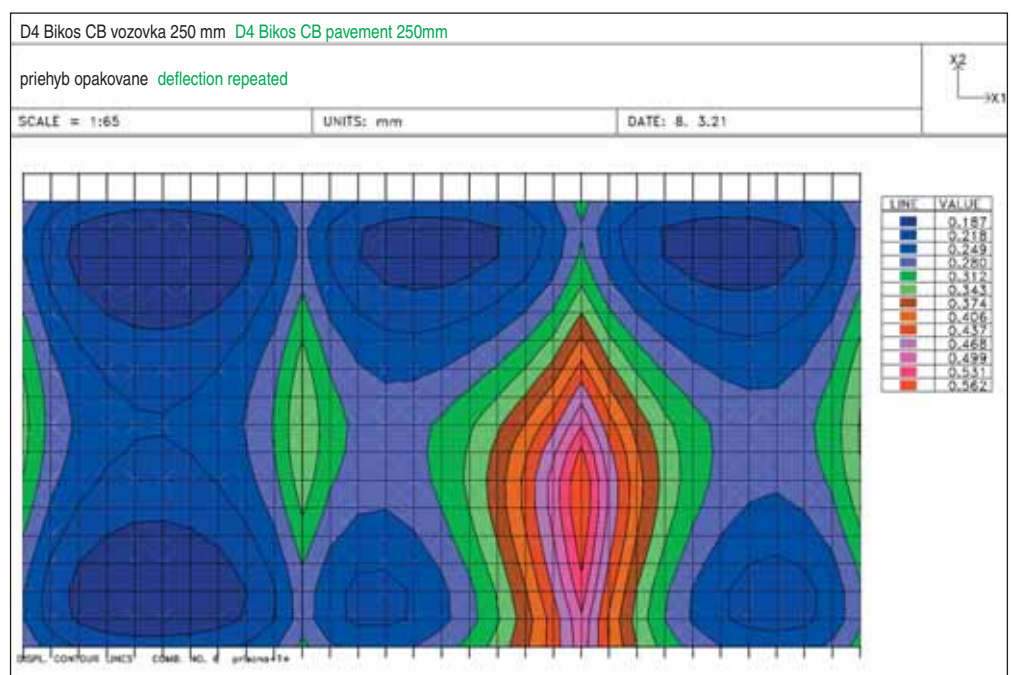 D4 Bikos CB vozovka 250 mm D4 Bikos CB pavement 250mm
priehyb opakovane deflection repeated
X2
X1
SCALE = 1:65 UNITS: mm DATE: 8. 3.21
LINE VALUE
0.187
0.218
0.249
0.280
0.312
0.343
0.374
0.406
0.437
0.468
0.499
0.531
0.562
DISPL. CONTOUR LINES COMB. NO.